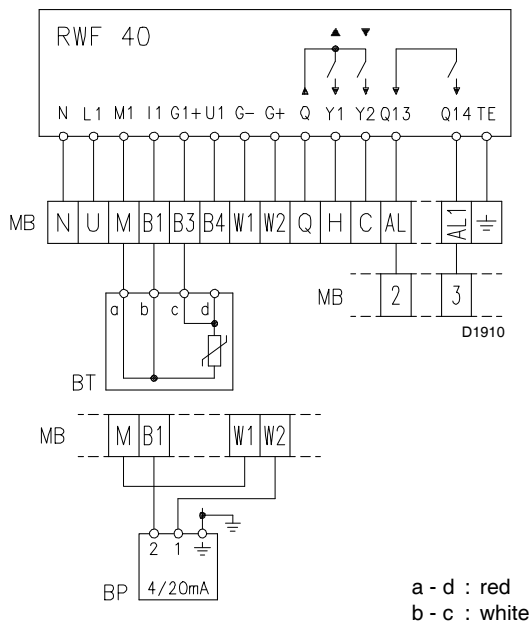 RWF 40
N L1 M1 I1 G1+ U1 G- G+ Q Y1 Y2 Q13 Q14 TE
MB N U M B1 B3 B4 W1 W2 Q H C AL AL1
a b c d
MB 2 3
D1910
BT
MB M B1 W1 W2
2 1
BP 4/20mA
a - d : red
b - c : white